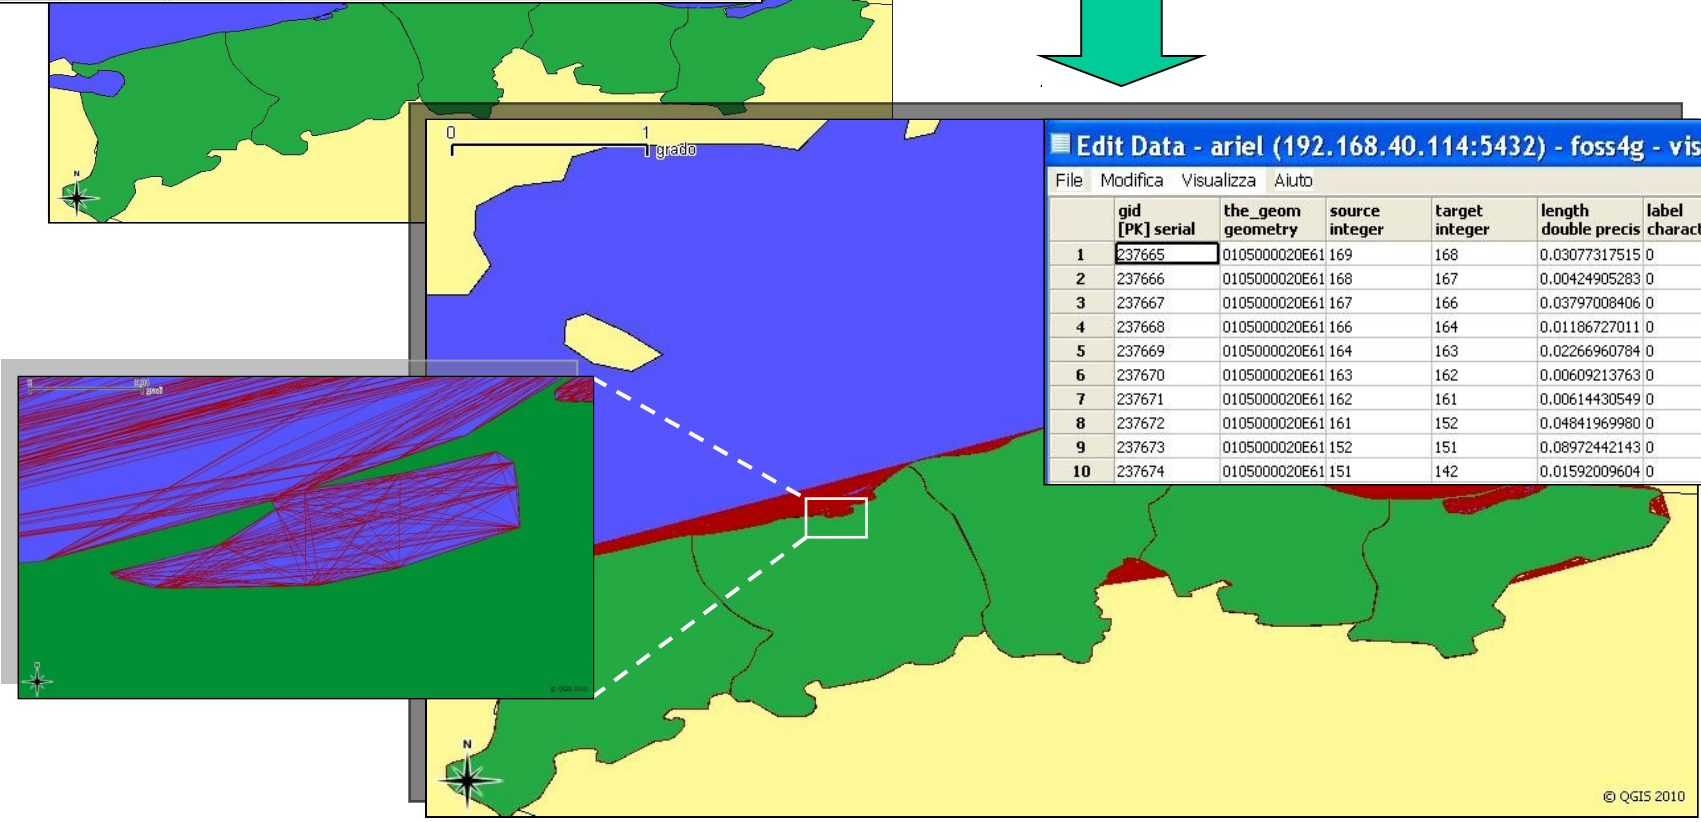 N
0 1
grado
Edit Data - ariel (192.168.40.114:5432) - foss4g - vis
File Modifica Visualizza Aiuto
gid [PK] serial the_geom geometry source integer target integer length double precis label charact
1 237665 0105000020E61 169 168 0.03077317515 0
2 237666 0105000020E61 168 167 0.00424905283 0
3 237667 0105000020E61 167 166 0.03797008406 0
4 237668 0105000020E61 166 164 0.01186727011 0
5 237669 0105000020E61 164 163 0.02266960784 0
6 237670 0105000020E61 163 162 0.00609213763 0
7 237671 0105000020E61 162 161 0.00614430549 0
8 237672 0105000020E61 161 152 0.04841969980 0
9 237673 0105000020E61 152 151 0.08972442143 0
10 237674 0105000020E61 151 142 0.01592009604 0
gradi
N
© QGIS 2010
N
© QGIS 2010